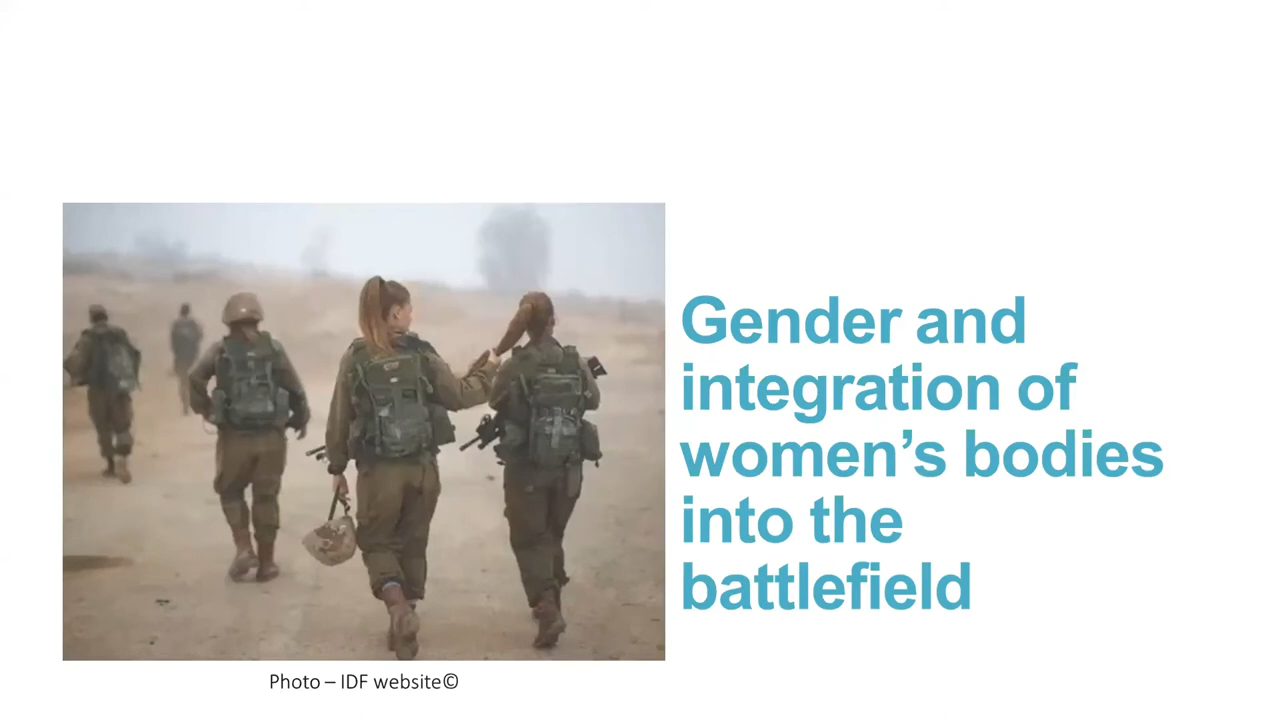 Gender and
integration of
women’s bodies
into the
battlefield
Photo – IDF website©